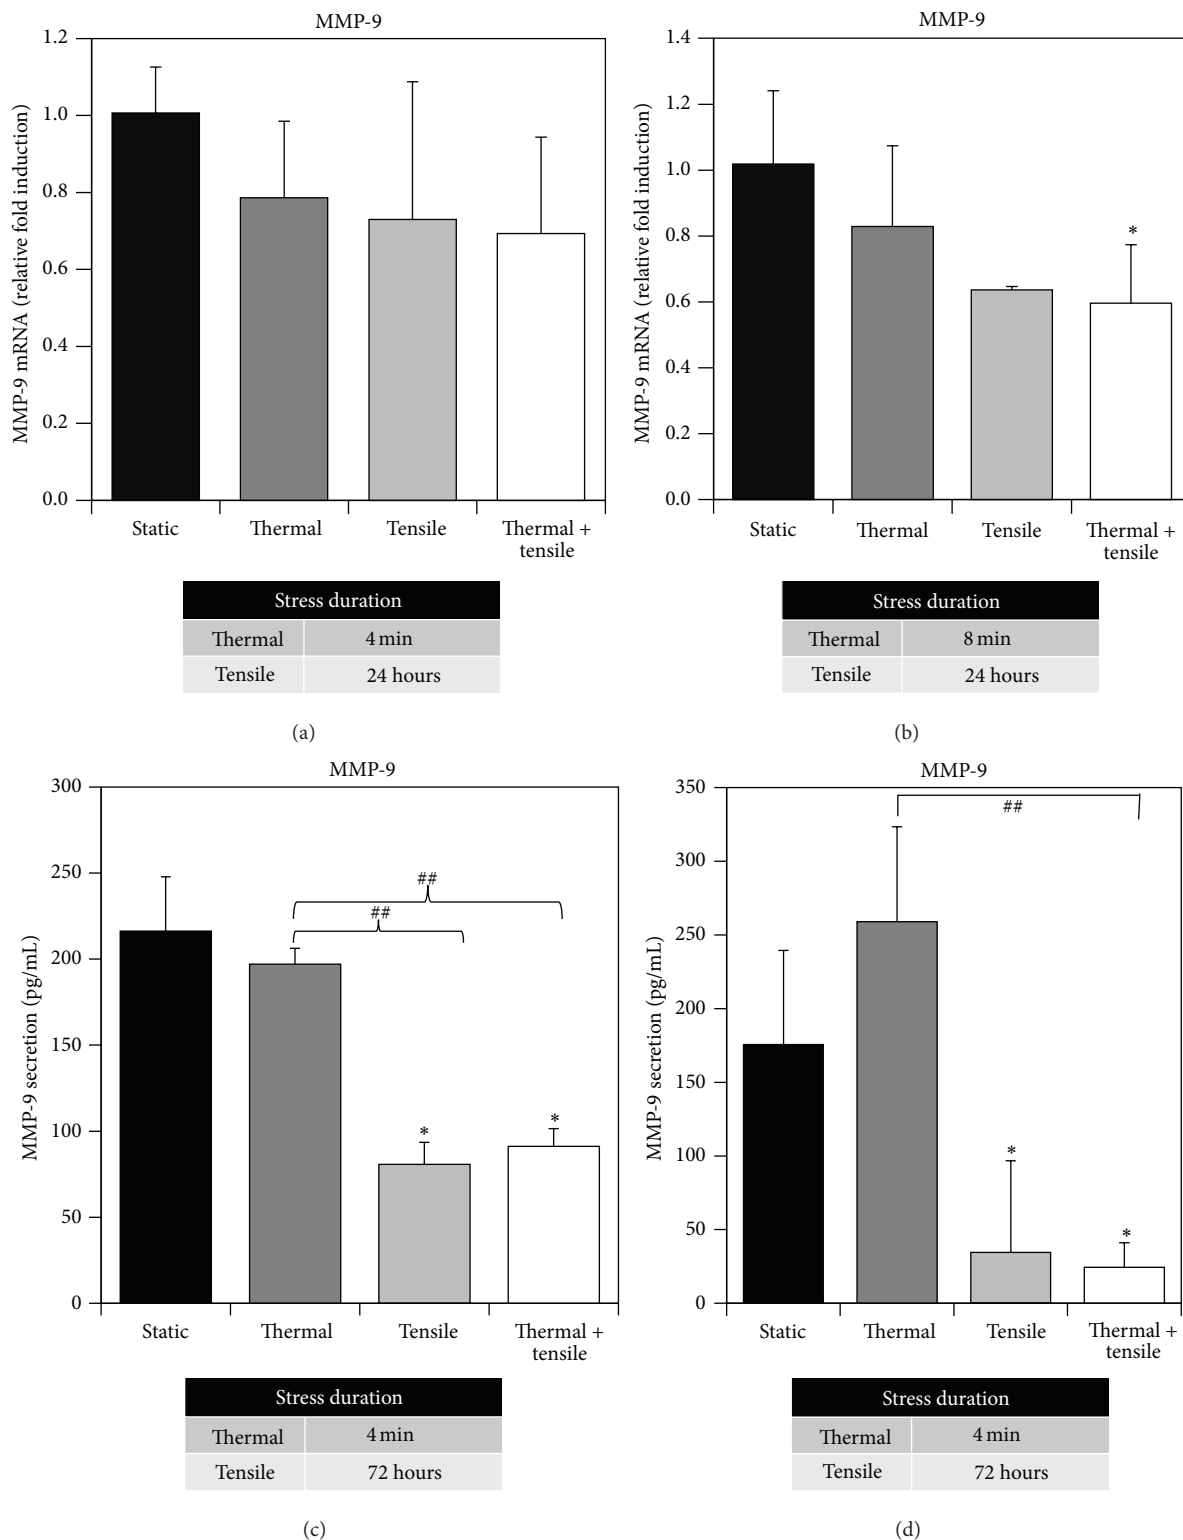 MMP-9
MMP-9 mRNA (relative fold induction)
1.2
1.0
0.8
0.6
0.4
0.2
0.0
Static Thermal Tensile Thermal +
tensile
Stress duration
Thermal 4 min
Tensile 24 hours
(a)
MMP-9
MMP-9 mRNA (relative fold induction)
1.4
1.2
1.0
0.8
0.6
0.4
0.2
0.0
*
Static Thermal Tensile Thermal +
tensile
Stress duration
Thermal 8 min
Tensile 24 hours
(b)
MMP-9
MMP-9 secretion (pg/mL)
300
250
200
150
100
50
0
##
##
* *
Static Thermal Tensile Thermal +
tensile
Stress duration
Thermal 4 min
Tensile 72 hours
(c)
MMP-9
MMP-9 secretion (pg/mL)
350
300
250
200
150
100
50
0
##
*
*
Static Thermal Tensile Thermal +
tensile
Stress duration
Thermal 4 min
Tensile 72 hours
(d)